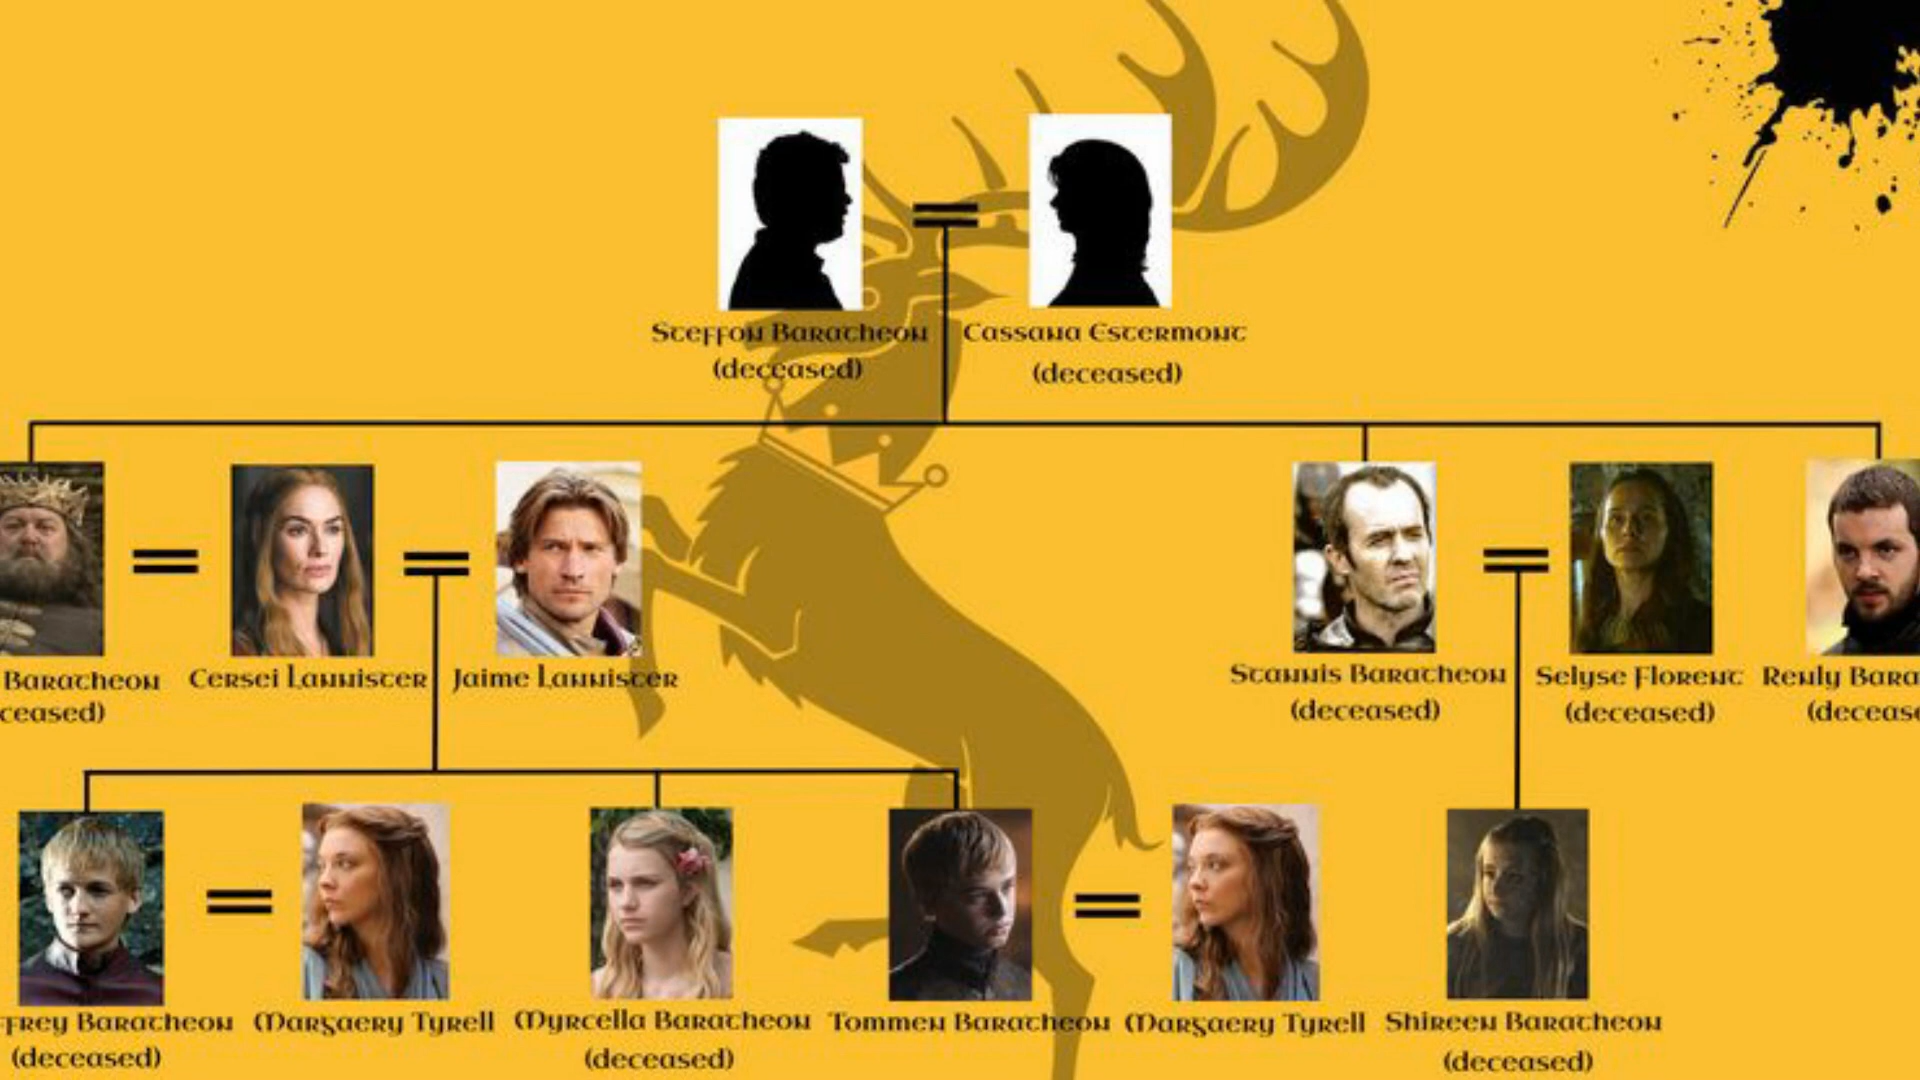 Steffon Baratheon
(deceased)
Cassana Estermont
(deceased)
Baratheon
ceased)
Cersei Lannister
Jaime Lannister
Stannis Baratheon
(deceased)
Selyse Florent
(deceased)
Renly Bara
(decease
ffrey Baratheon
(deceased)
Margaery Tyrell
Myrcella Baratheon
(deceased)
Tommen Baratheon
Margaery Tyrell
Shireen Baratheon
(deceased)